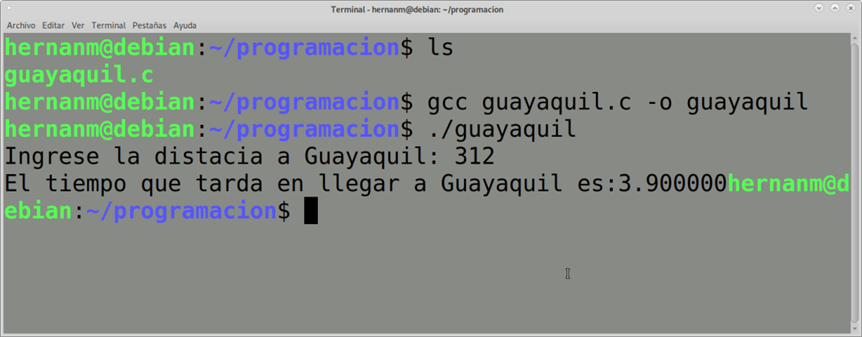 Terminal - hernanm@debian: ~/programacion
Archivo Editar Ver Terminal Pestañas Ayuda
hernanm@debian:~/programacion$ ls
guayaquil.c
hernanm@debian:~/programacion$ gcc guayaquil.c -o guayaquil
hernanm@debian:~/programacion$ ./guayaquil
Ingrese la distacia a Guayaquil: 312
El tiempo que tarda en llegar a Guayaquil es:3.900000hernanm@d
ebian:~/programacion$